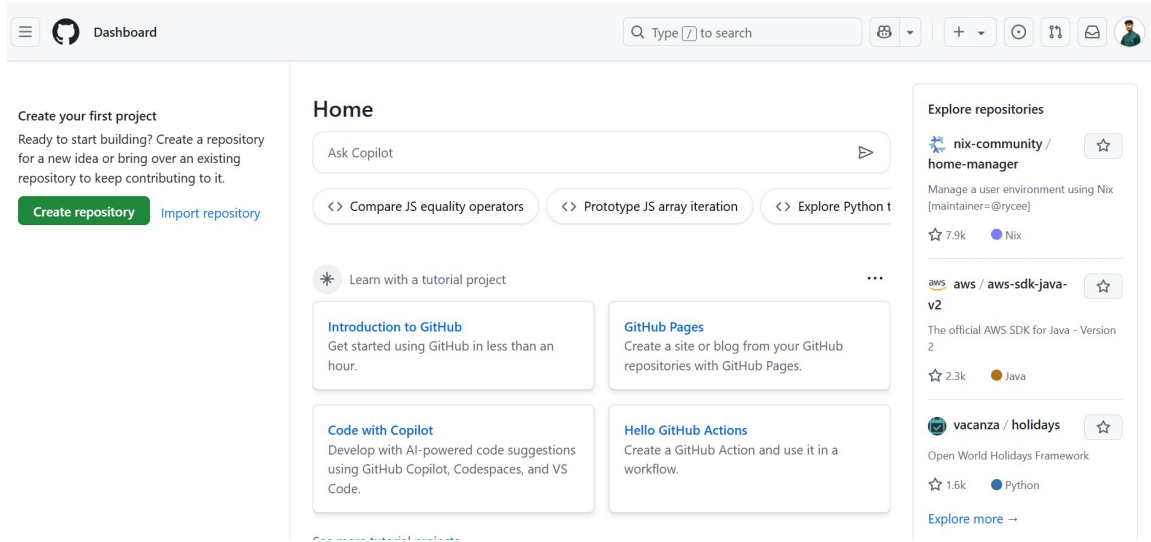 Dashboard
Type / to search
Create your first project
Ready to start building? Create a repository
for a new idea or bring over an existing
repository to keep contributing to it.
Create repository
Import repository
Home
Ask Copilot
Compare JS equality operators
Prototype JS array iteration
Explore Python t
Learn with a tutorial project
Introduction to GitHub
Get started using GitHub in less than an
hour.
GitHub Pages
Create a site or blog from your GitHub
repositories with GitHub Pages.
Code with Copilot
Develop with AI-powered code suggestions
using GitHub Copilot, Codespaces, and VS
Code.
Hello GitHub Actions
Create a GitHub Action and use it in a
workflow.
See more tutorial projects
Explore repositories
nix-community /
home-manager
Manage a user environment using Nix
[maintainer=@rycee]
7.9k
Nix
aws
aws / aws-sdk-java-
v2
The official AWS SDK for Java - Version
2
2.3k
Java
vacanza / holidays
Open World Holidays Framework
1.6k
Python
Explore more →